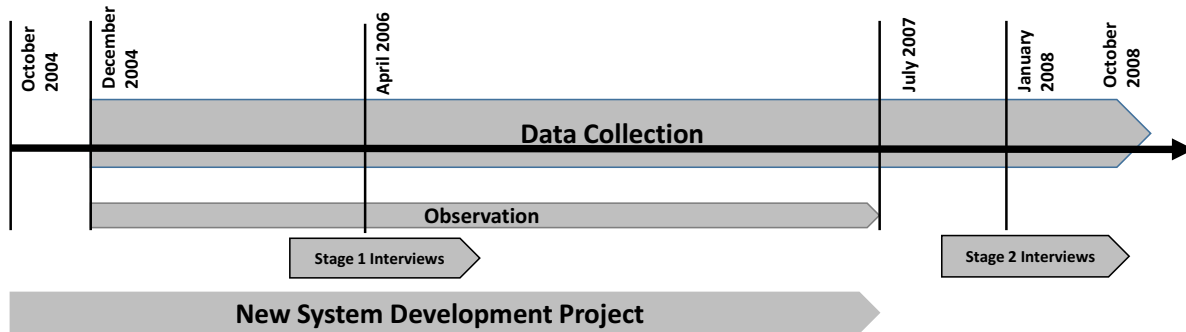 October
2004
December
2004
April 2006
July 2007
January
2008
October
2008
Data Collection
Observation
Stage 1 Interviews
Stage 2 Interviews
New System Development Project